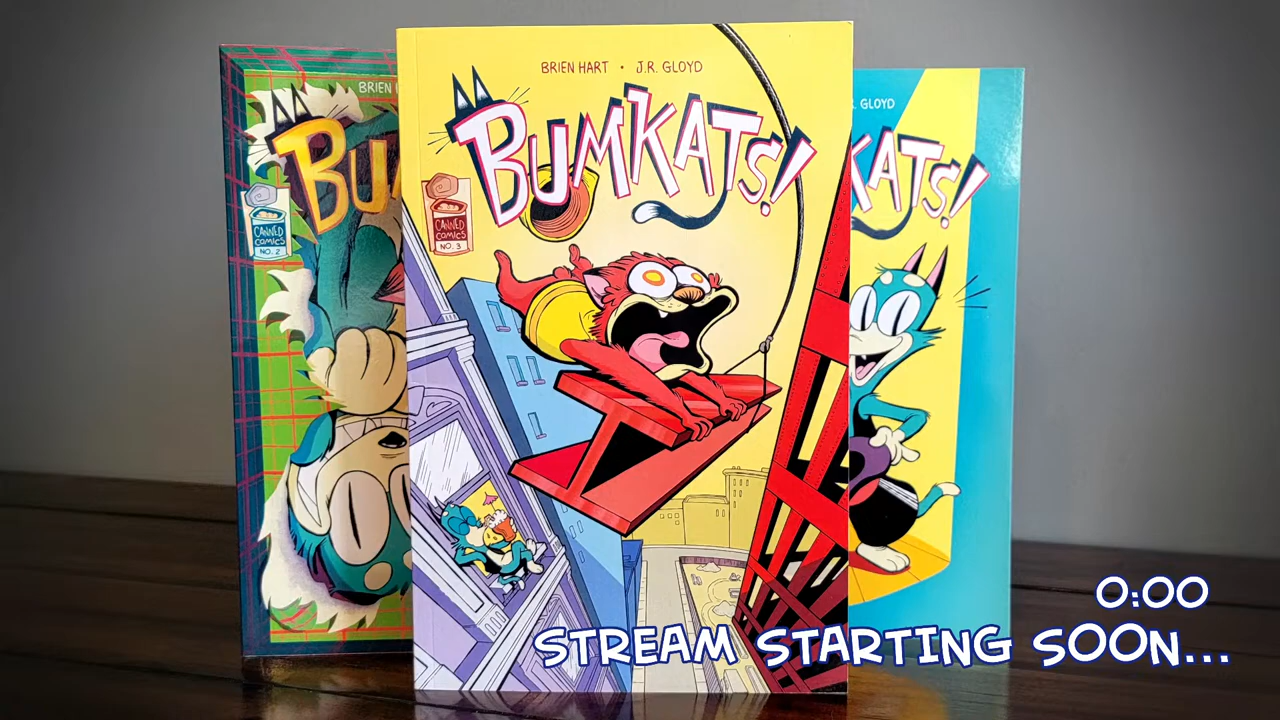 BRIEN HART • J.R. GLOYD
BUMKATS!
CANNED
COMICS
NO. 3
BRIEN
BU
CANNED
COMICS
NO. 2
R. GLOYD
KATS!
0:00
STREAM STARTING SOON...